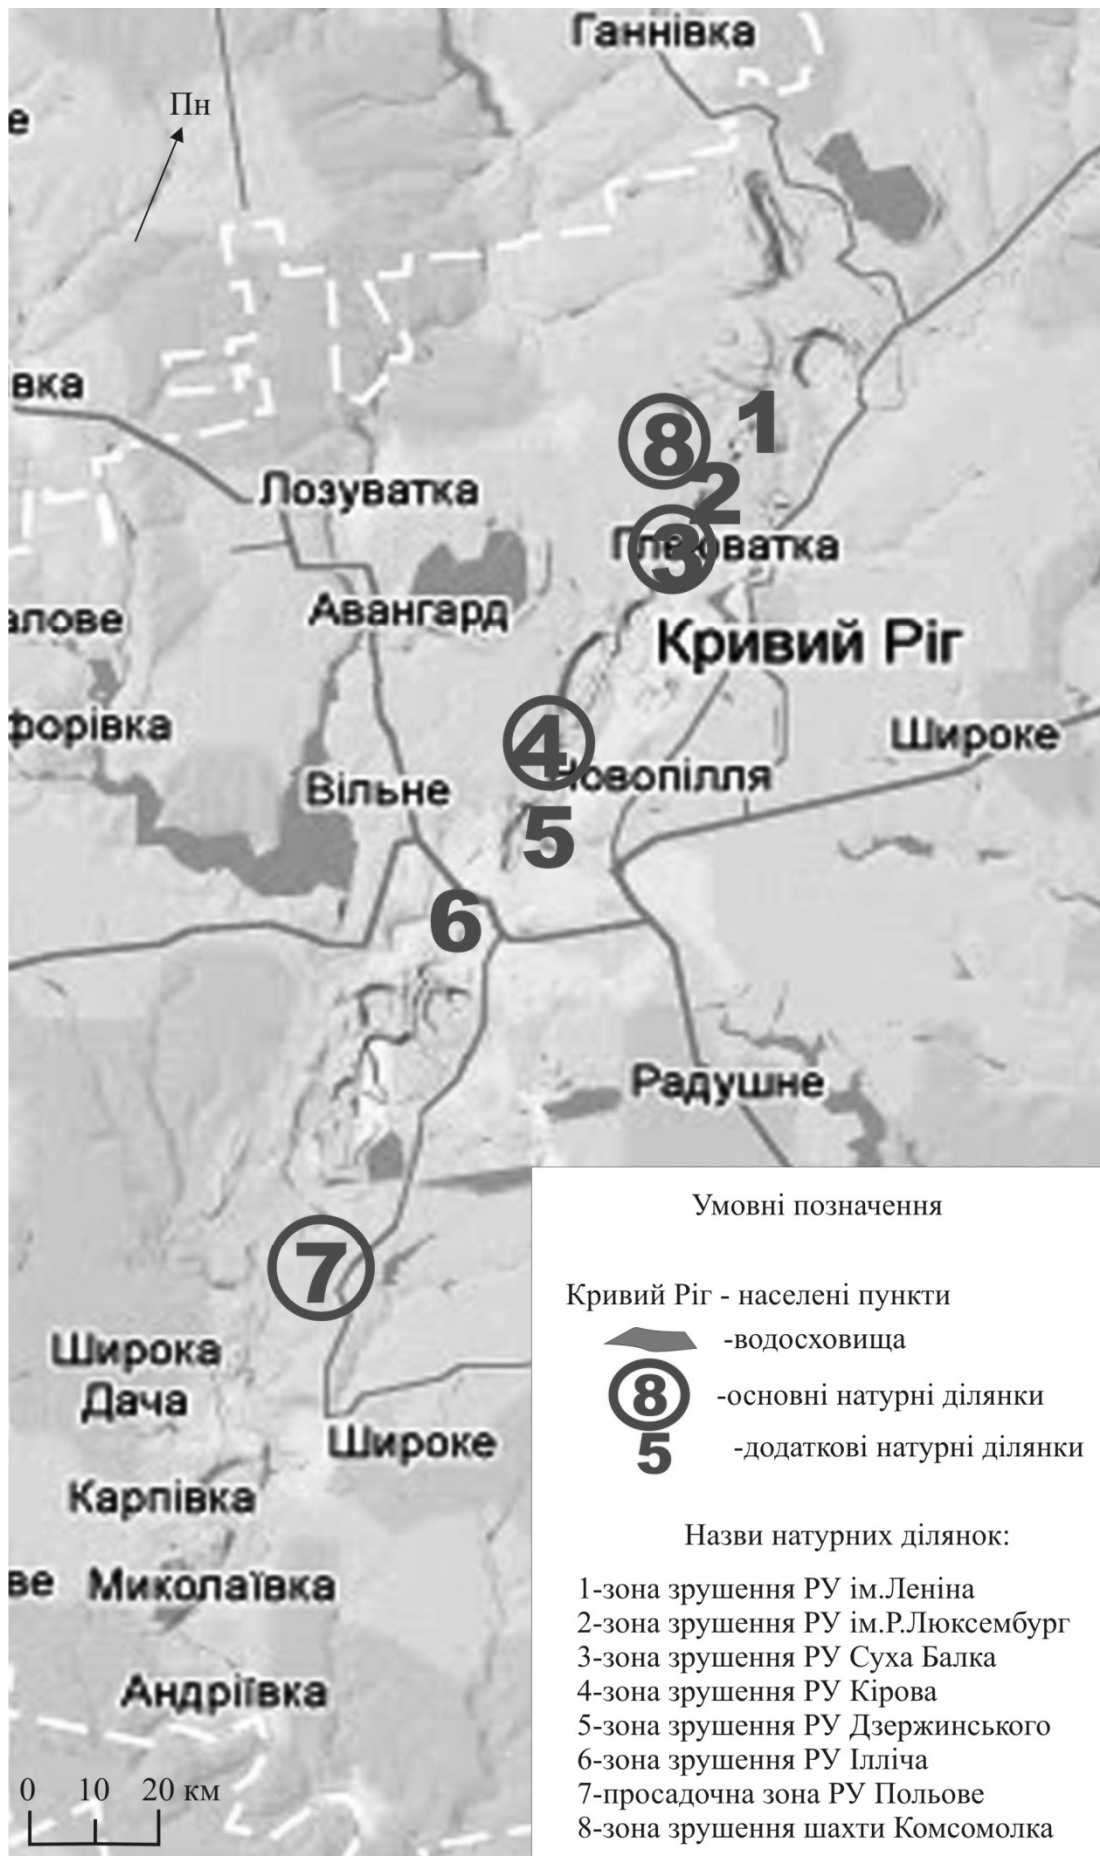 Ганнівка
Пн
е
вка
8
1
2
Лозуватка
3
Авангард
алове
Кривий Ріг
форівка
4
Широке
Новопілля
Вільне
5
6
Радушне
7
Широка
Дача
Широке
Карпівка
ве
Миколаївка
Андріївка
0 10 20 км
Умовні позначення
Кривий Ріг - населені пункти
-водосховища
8 -основні натурні ділянки
5 -додаткові натурні ділянки
Назви натурних ділянок:
1-зона зрушення РУ ім.Леніна
2-зона зрушення РУ ім.Р.Люксембург
3-зона зрушення РУ Суха Балка
4-зона зрушення РУ Кірова
5-зона зрушення РУ Дзержинського
6-зона зрушення РУ Ілліча
7-просадочна зона РУ Польове
8-зона зрушення шахти Комсомолка